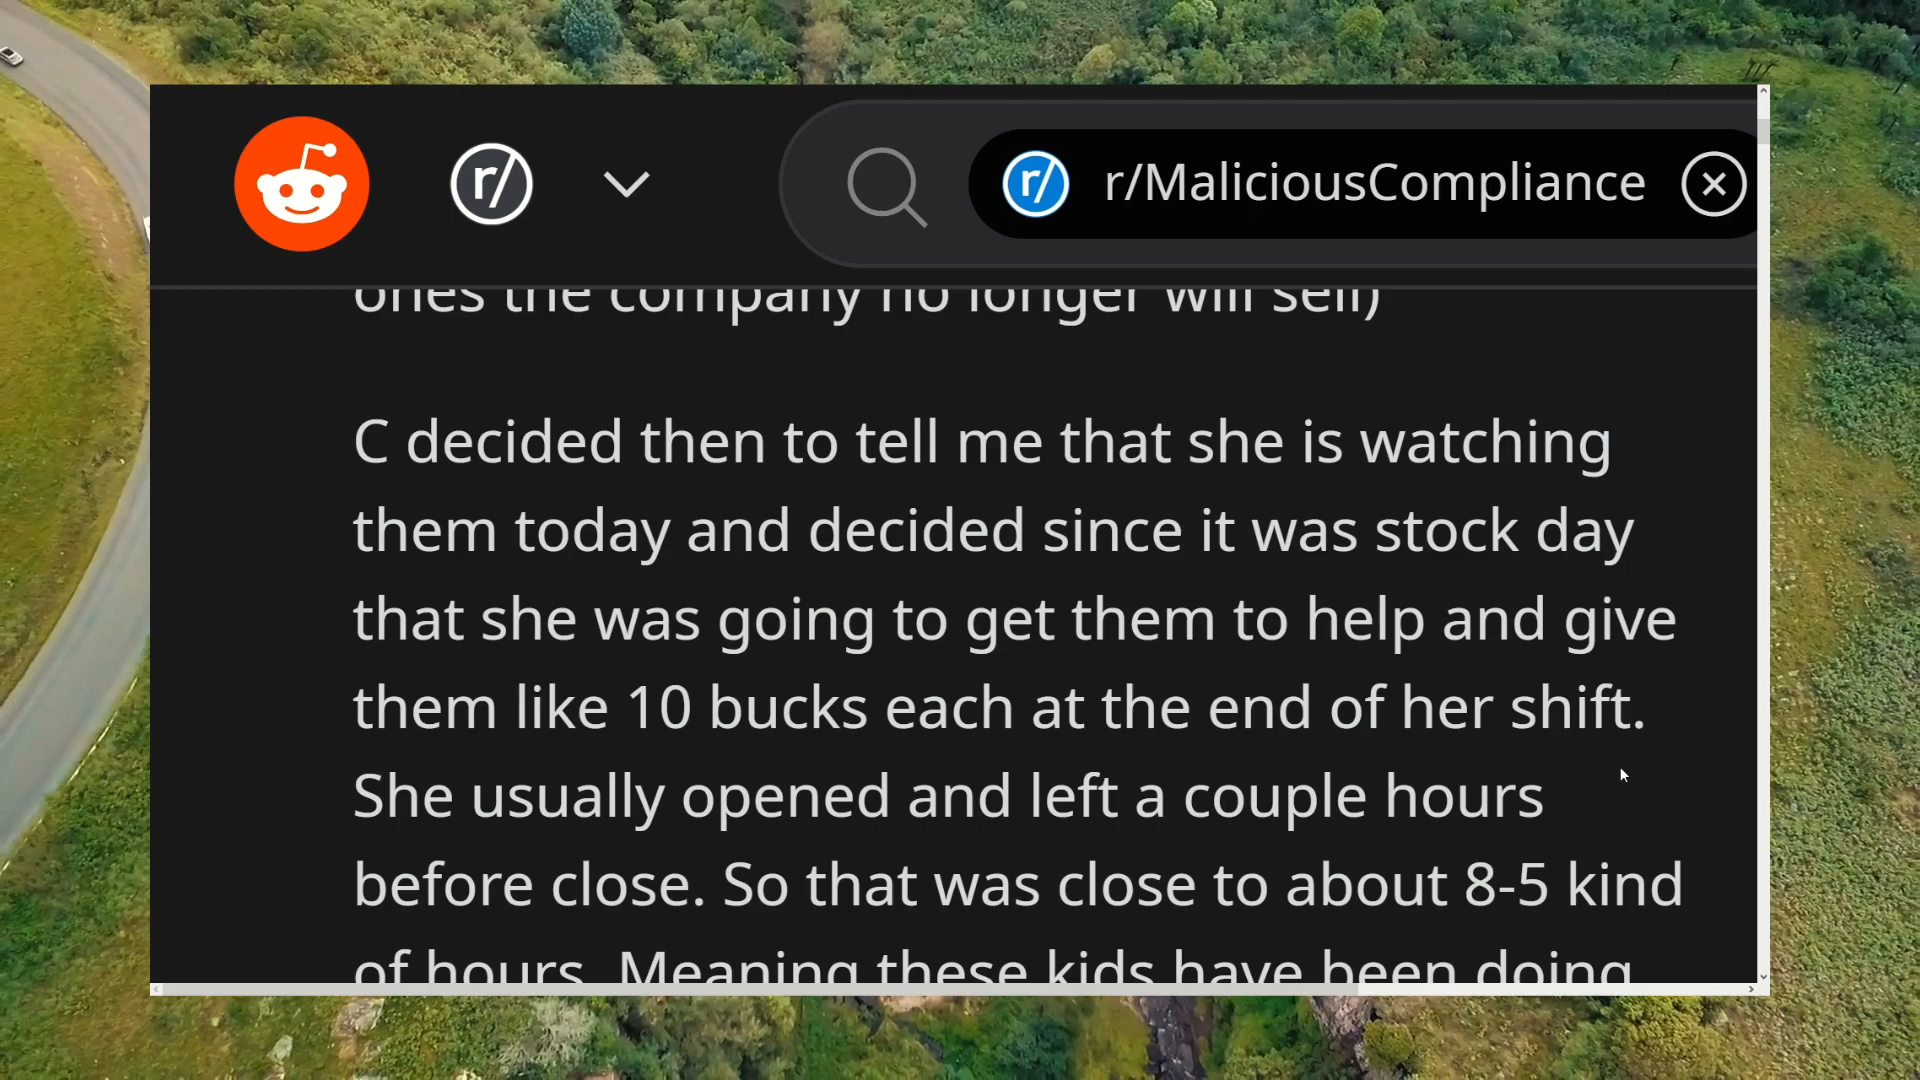 r/ r/ r/MaliciousCompliance
ones the company no longer will sell)
C decided then to tell me that she is watching
them today and decided since it was stock day
that she was going to get them to help and give
them like 10 bucks each at the end of her shift.
She usually opened and left a couple hours
before close. So that was close to about 8-5 kind
of hours. Meaning these kids have been doing